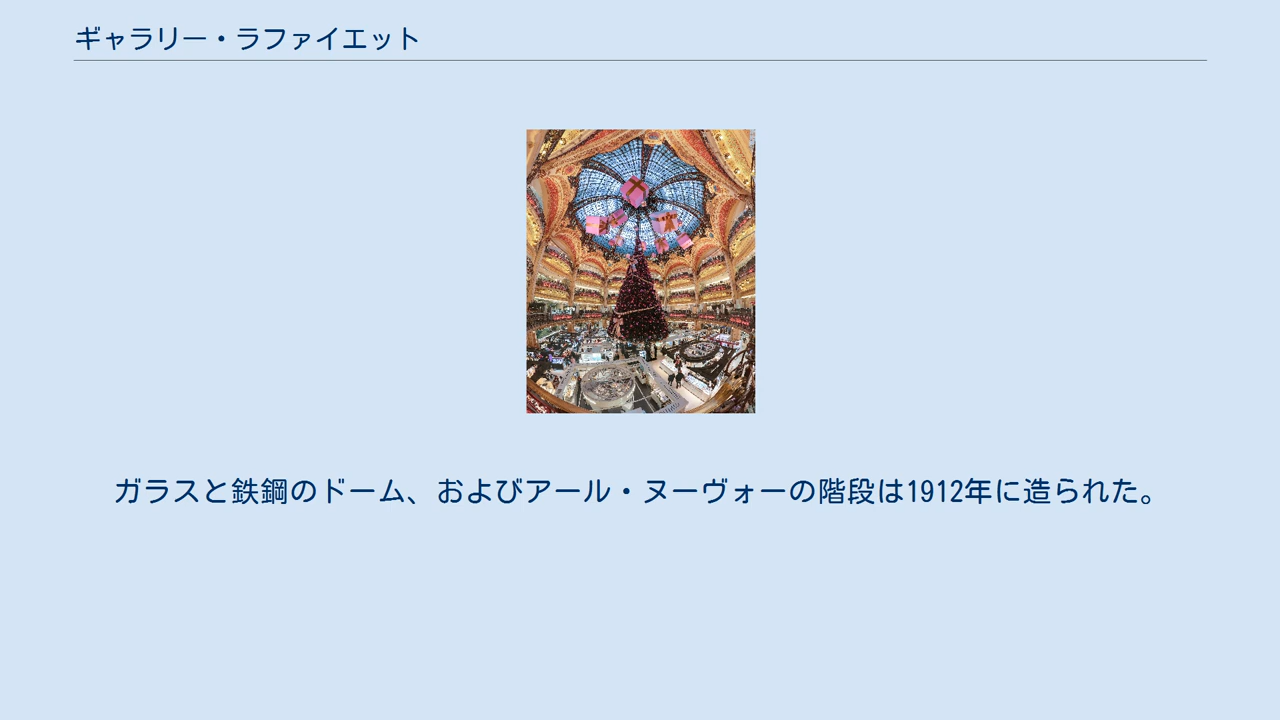 ギャラリー・ラファイエット
ガラスと鉄鋼のドーム、およびアール・ヌーヴォーの階段は1912年に造られた。